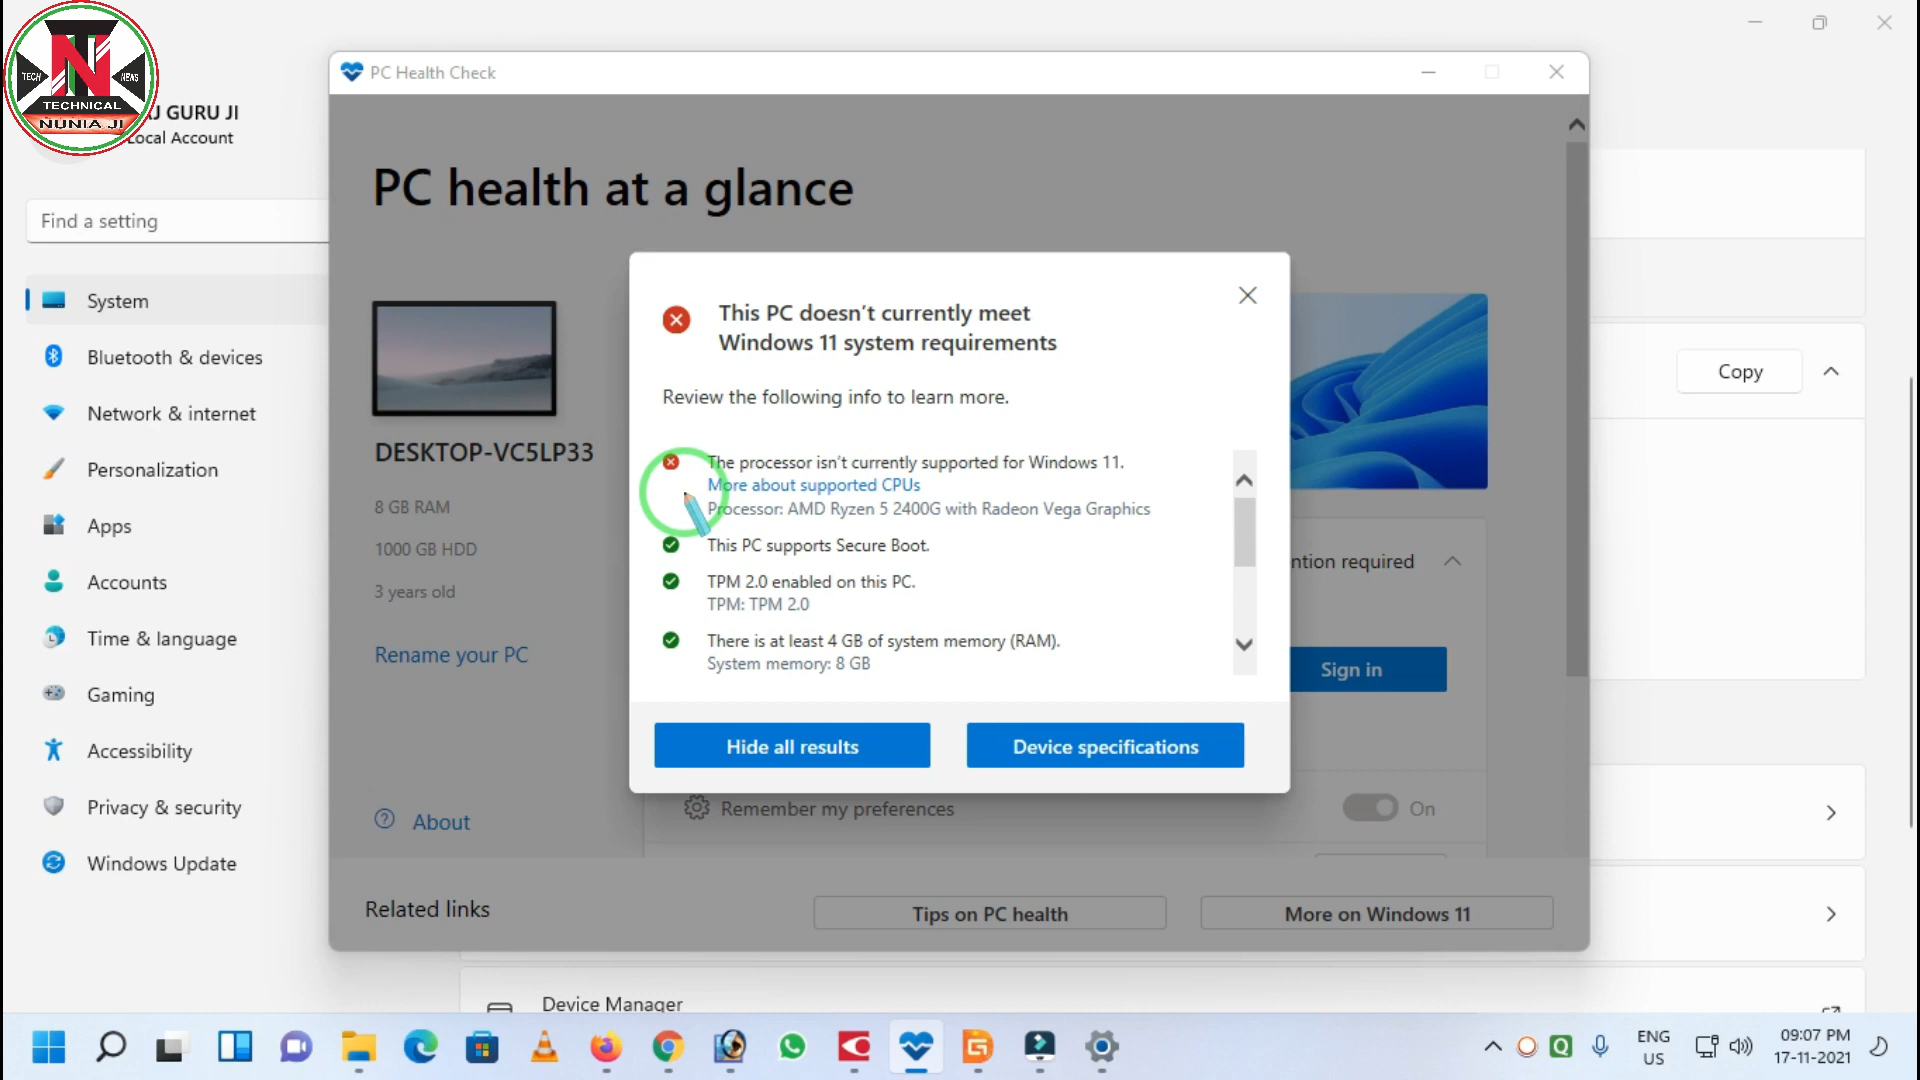 TECH
NEWS
TECHNICAL
NUNIA JI
J GURU JI
Local Account
Find a setting
System
Bluetooth & devices
Network & internet
Personalization
Apps
Accounts
Time & language
Gaming
Accessibility
Privacy & security
Windows Update
PC Health Check
PC health at a glance
DESKTOP-VC5LP33
8 GB RAM
1000 GB HDD
3 years old
Rename your PC
About
This PC doesn't currently meet
Windows 11 system requirements
Review the following info to learn more.
The processor isn't currently supported for Windows 11.
More about supported CPUs
Processor: AMD Ryzen 5 2400G with Radeon Vega Graphics
This PC supports Secure Boot.
TPM 2.0 enabled on this PC.
TPM: TPM 2.0
There is at least 4 GB of system memory (RAM).
System memory: 8 GB
Hide all results
Device specifications
ntion required
Sign in
Remember my preferences
On
Related links
Tips on PC health
More on Windows 11
Copy
Device Manager
ENG
US
09:07 PM
17-11-2021